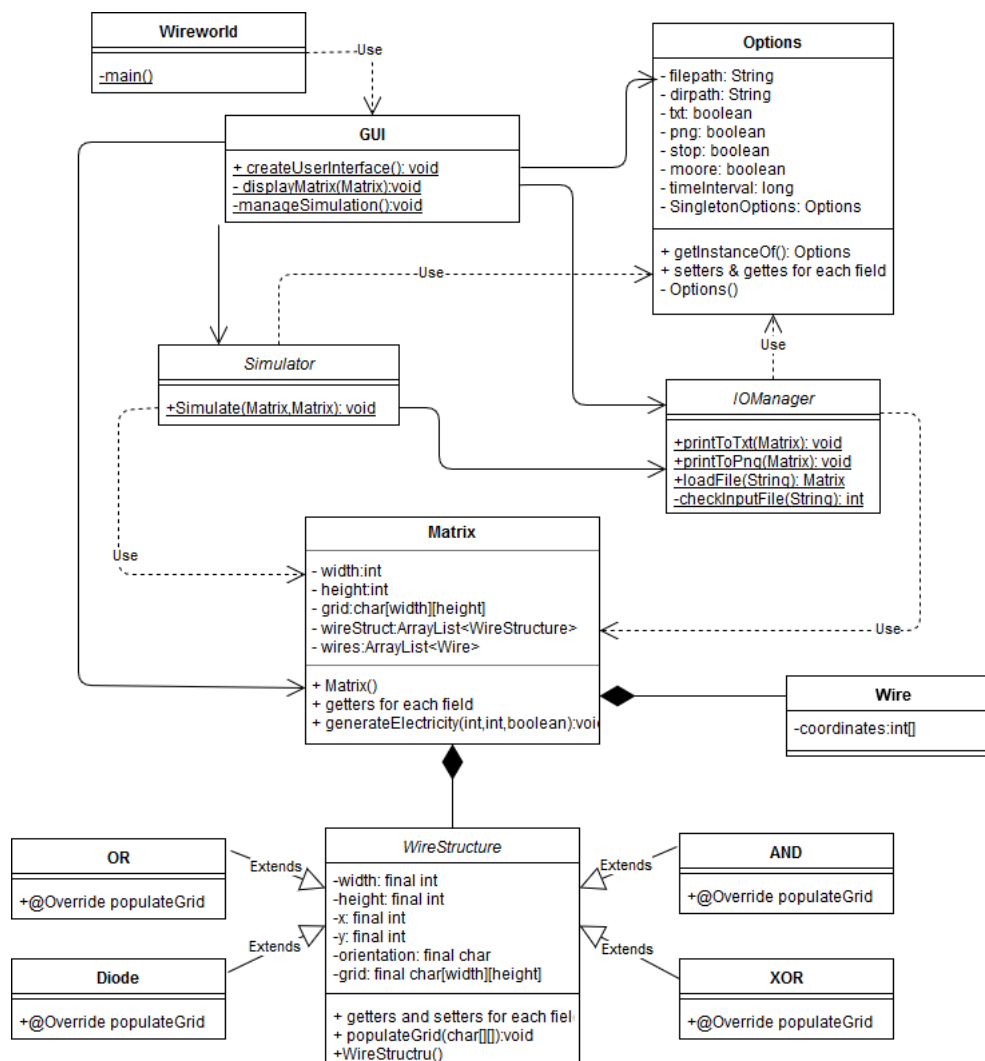 Wireworld
-main()
Use
Options
- filepath: String
- dirpath: String
- txt: boolean
- png: boolean
- stop: boolean
- moore: boolean
- timeInterval: long
- SingletonOptions: Options
+ getInstanceOf(): Options
+ setters & gettes for each field
- Options()
GUI
+ createUserInterface(): void
- displayMatrix(Matrix):void
-manageSimulation():void
Use
Simulator
+Simulate(Matrix,Matrix): void
Use
IOManager
+printToTxt(Matrix): void
+printToPng(Matrix): void
+loadFile(String): Matrix
-checkInputFile(String): int
Use
Use
Matrix
- width:int
- height:int
- grid:char[width][height]
- wireStruct:ArrayList<WireStructure>
- wires:ArrayList<Wire>
+ Matrix()
+ getters for each field
+ generateElectricity(int,int,boolean):void
Wire
-coordinates:int[]
OR
+@Override populateGrid
Extends
Diode
+@Override populateGrid
Extends
WireStructure
-width: final int
-height: final int
-x: final int
-y: final int
-orientation: final char
-grid: final char[width][height]
+ getters and setters for each fiel
+ populateGrid(char[][]):void
+WireStructru()
Extends
AND
+@Override populateGrid
Extends
XOR
+@Override populateGrid